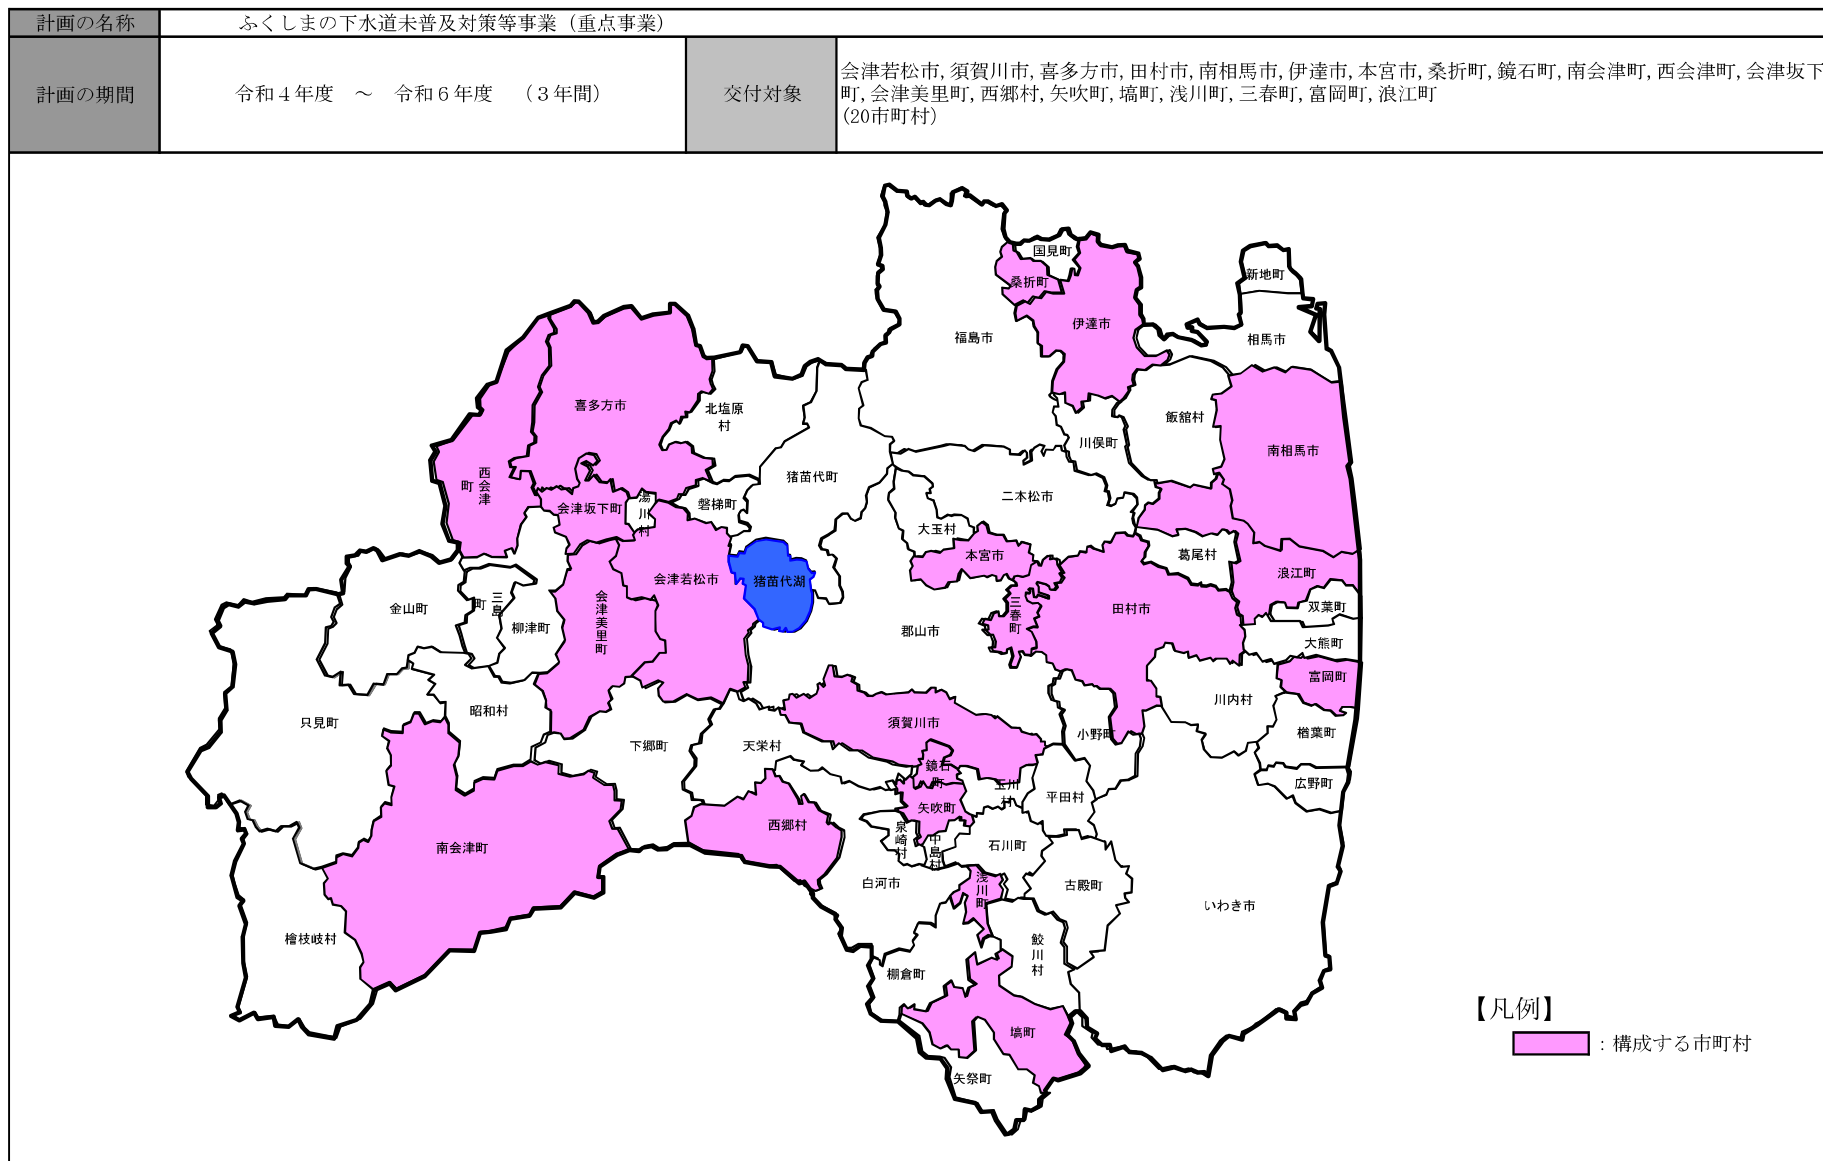 計画の名称
ふくしまの下水道未普及対策等事業（重点事業）
計画の期間
令和４年度　～　令和６年度　（３年間）
交付対象
会津若松市,須賀川市,喜多方市,田村市,南相馬市,伊達市,本宮市,桑折町,鏡石町,南会津町,西会津町,会津坂下
町,会津美里町,西郷村,矢吹町,塙町,浅川町,三春町,富岡町,浪江町
(20市町村)
国見町
桑折町
新地町
伊達市
福島市
相馬市
喜多方市
北塩原
村
飯舘村
川俣町
南相馬市
西会津
町
猪苗代町
湯川村
会津坂下町
磐梯町
二本松市
大玉村
本宮市
葛尾村
浪江町
会津若松市
猪苗代湖
三島
町
金山町
会津美里町
柳津町
三春町
田村市
双葉町
郡山市
大熊町
富岡町
川内村
只見町
昭和村
下郷町
天栄村
須賀川市
小野町
楢葉町
鏡石
町
玉川
村
平田村
広野町
矢吹町
西郷村
泉崎村
中島村
石川町
南会津町
白河市
浅川町
古殿町
いわき市
檜枝岐村
鮫川村
棚倉町
塙町
矢祭町
【凡例】
：構成する市町村